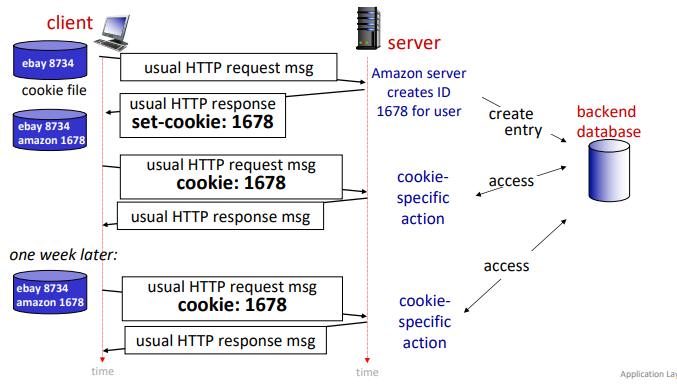 client
server
ebay 8734
usual HTTP request msg
cookie file
Amazon server
creates ID
1678 for user
usual HTTP response
set-cookie: 1678
create
entry
backend
database
ebay 8734
amazon 1678
usual HTTP request msg
cookie: 1678
cookie-
specific
action
access
usual HTTP response msg
one week later:
access
ebay 8734
amazon 1678
usual HTTP request msg
cookie: 1678
cookie-
specific
action
usual HTTP response msg
time
time
Application Lay